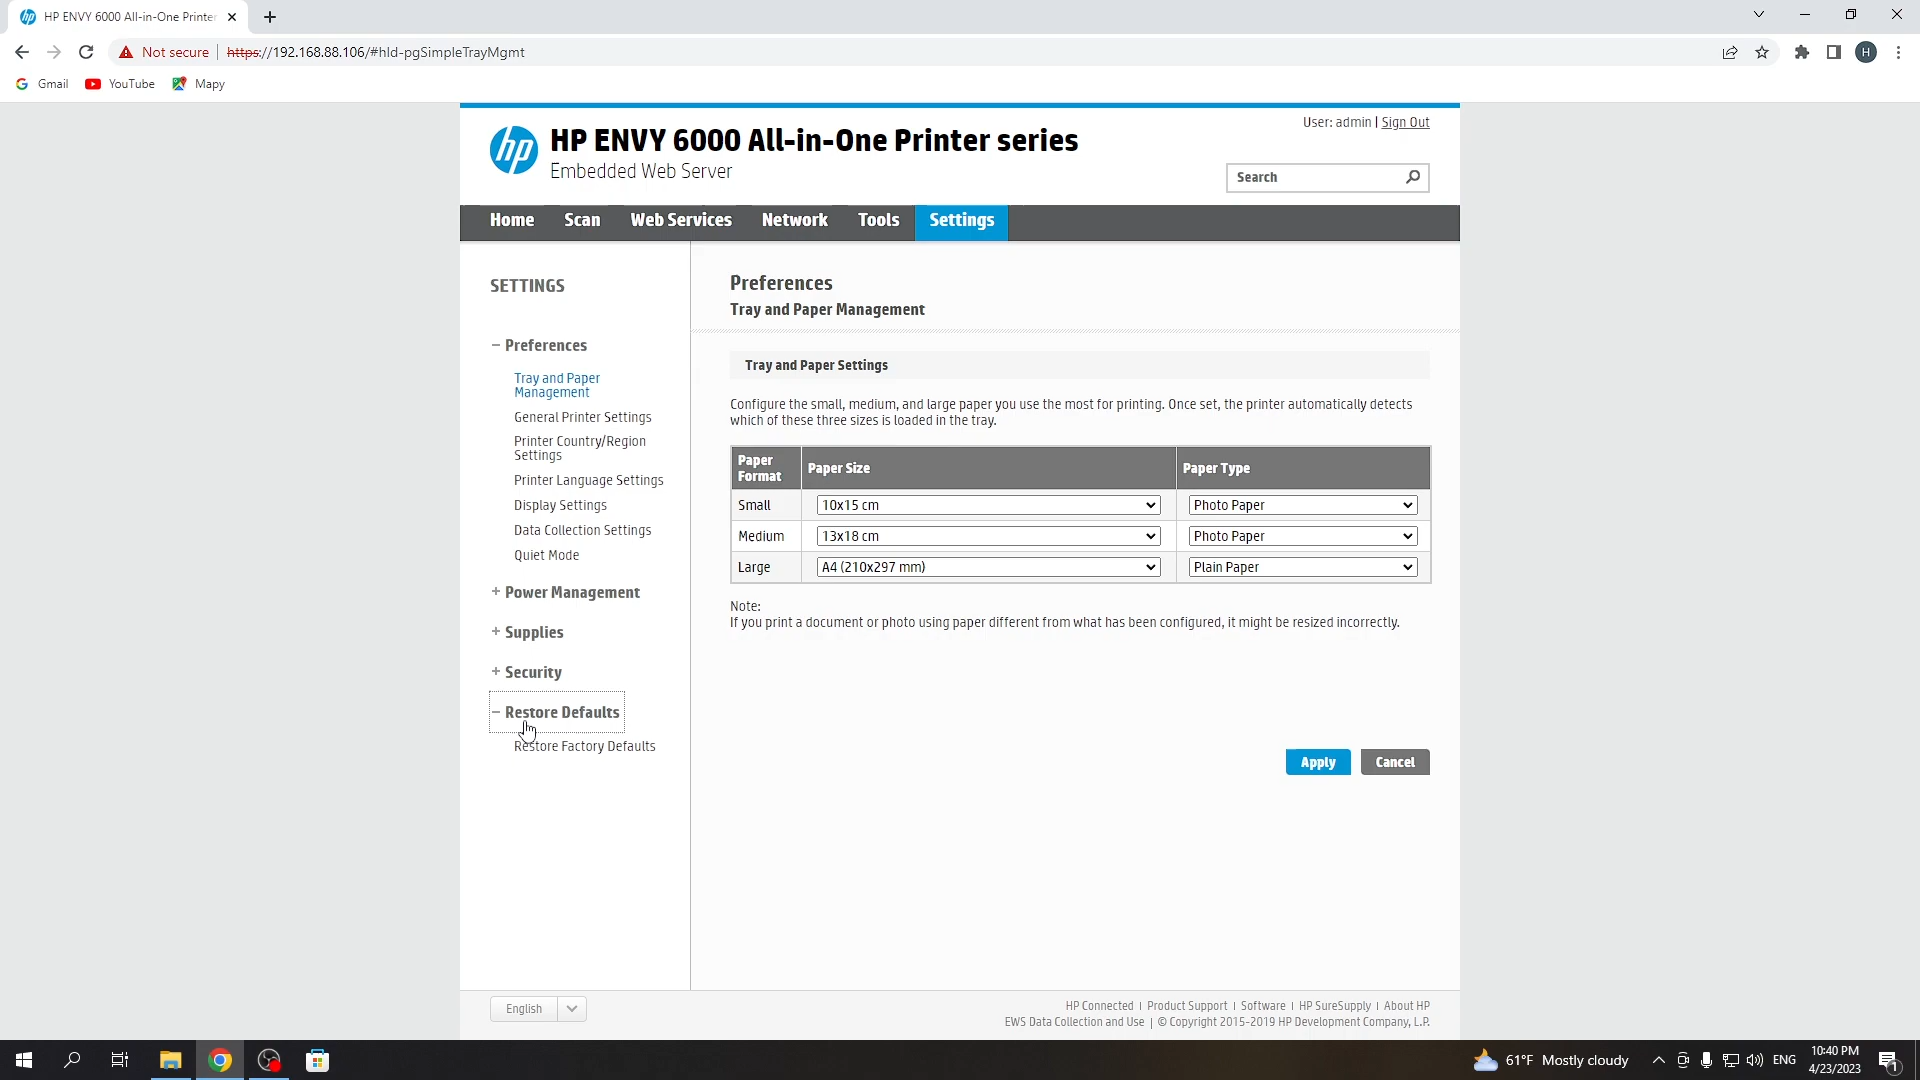 HP ENVY 6000 All-in-One Printer
Not secure https://192.168.88.106/#hId-pgSimpleTrayMgmt
H
Gmail YouTube Mapy
hp HP ENVY 6000 All-in-One Printer series
Embedded Web Server
User: admin | Sign Out
Search
Home Scan Web Services Network Tools Settings
SETTINGS
− Preferences
Tray and Paper
Management
General Printer Settings
Printer Country/Region
Settings
Printer Language Settings
Display Settings
Data Collection Settings
Quiet Mode
+ Power Management
+ Supplies
+ Security
− Restore Defaults
Restore Factory Defaults
Preferences
Tray and Paper Management
Tray and Paper Settings
Configure the small, medium, and large paper you use the most for printing. Once set, the printer automatically detects
which of these three sizes is loaded in the tray.
Paper
Format
Paper Size Paper Type
Small 10x15 cm Photo Paper
Medium 13x18 cm Photo Paper
Large A4 (210x297 mm) Plain Paper
Note:
If you print a document or photo using paper different from what has been configured, it might be resized incorrectly.
Apply Cancel
English
HP Connected | Product Support | Software | HP SureSupply | About HP
EWS Data Collection and Use | © Copyright 2015-2019 HP Development Company, L.P.
61°F Mostly cloudy ENG
10:40 PM
4/23/2023
1